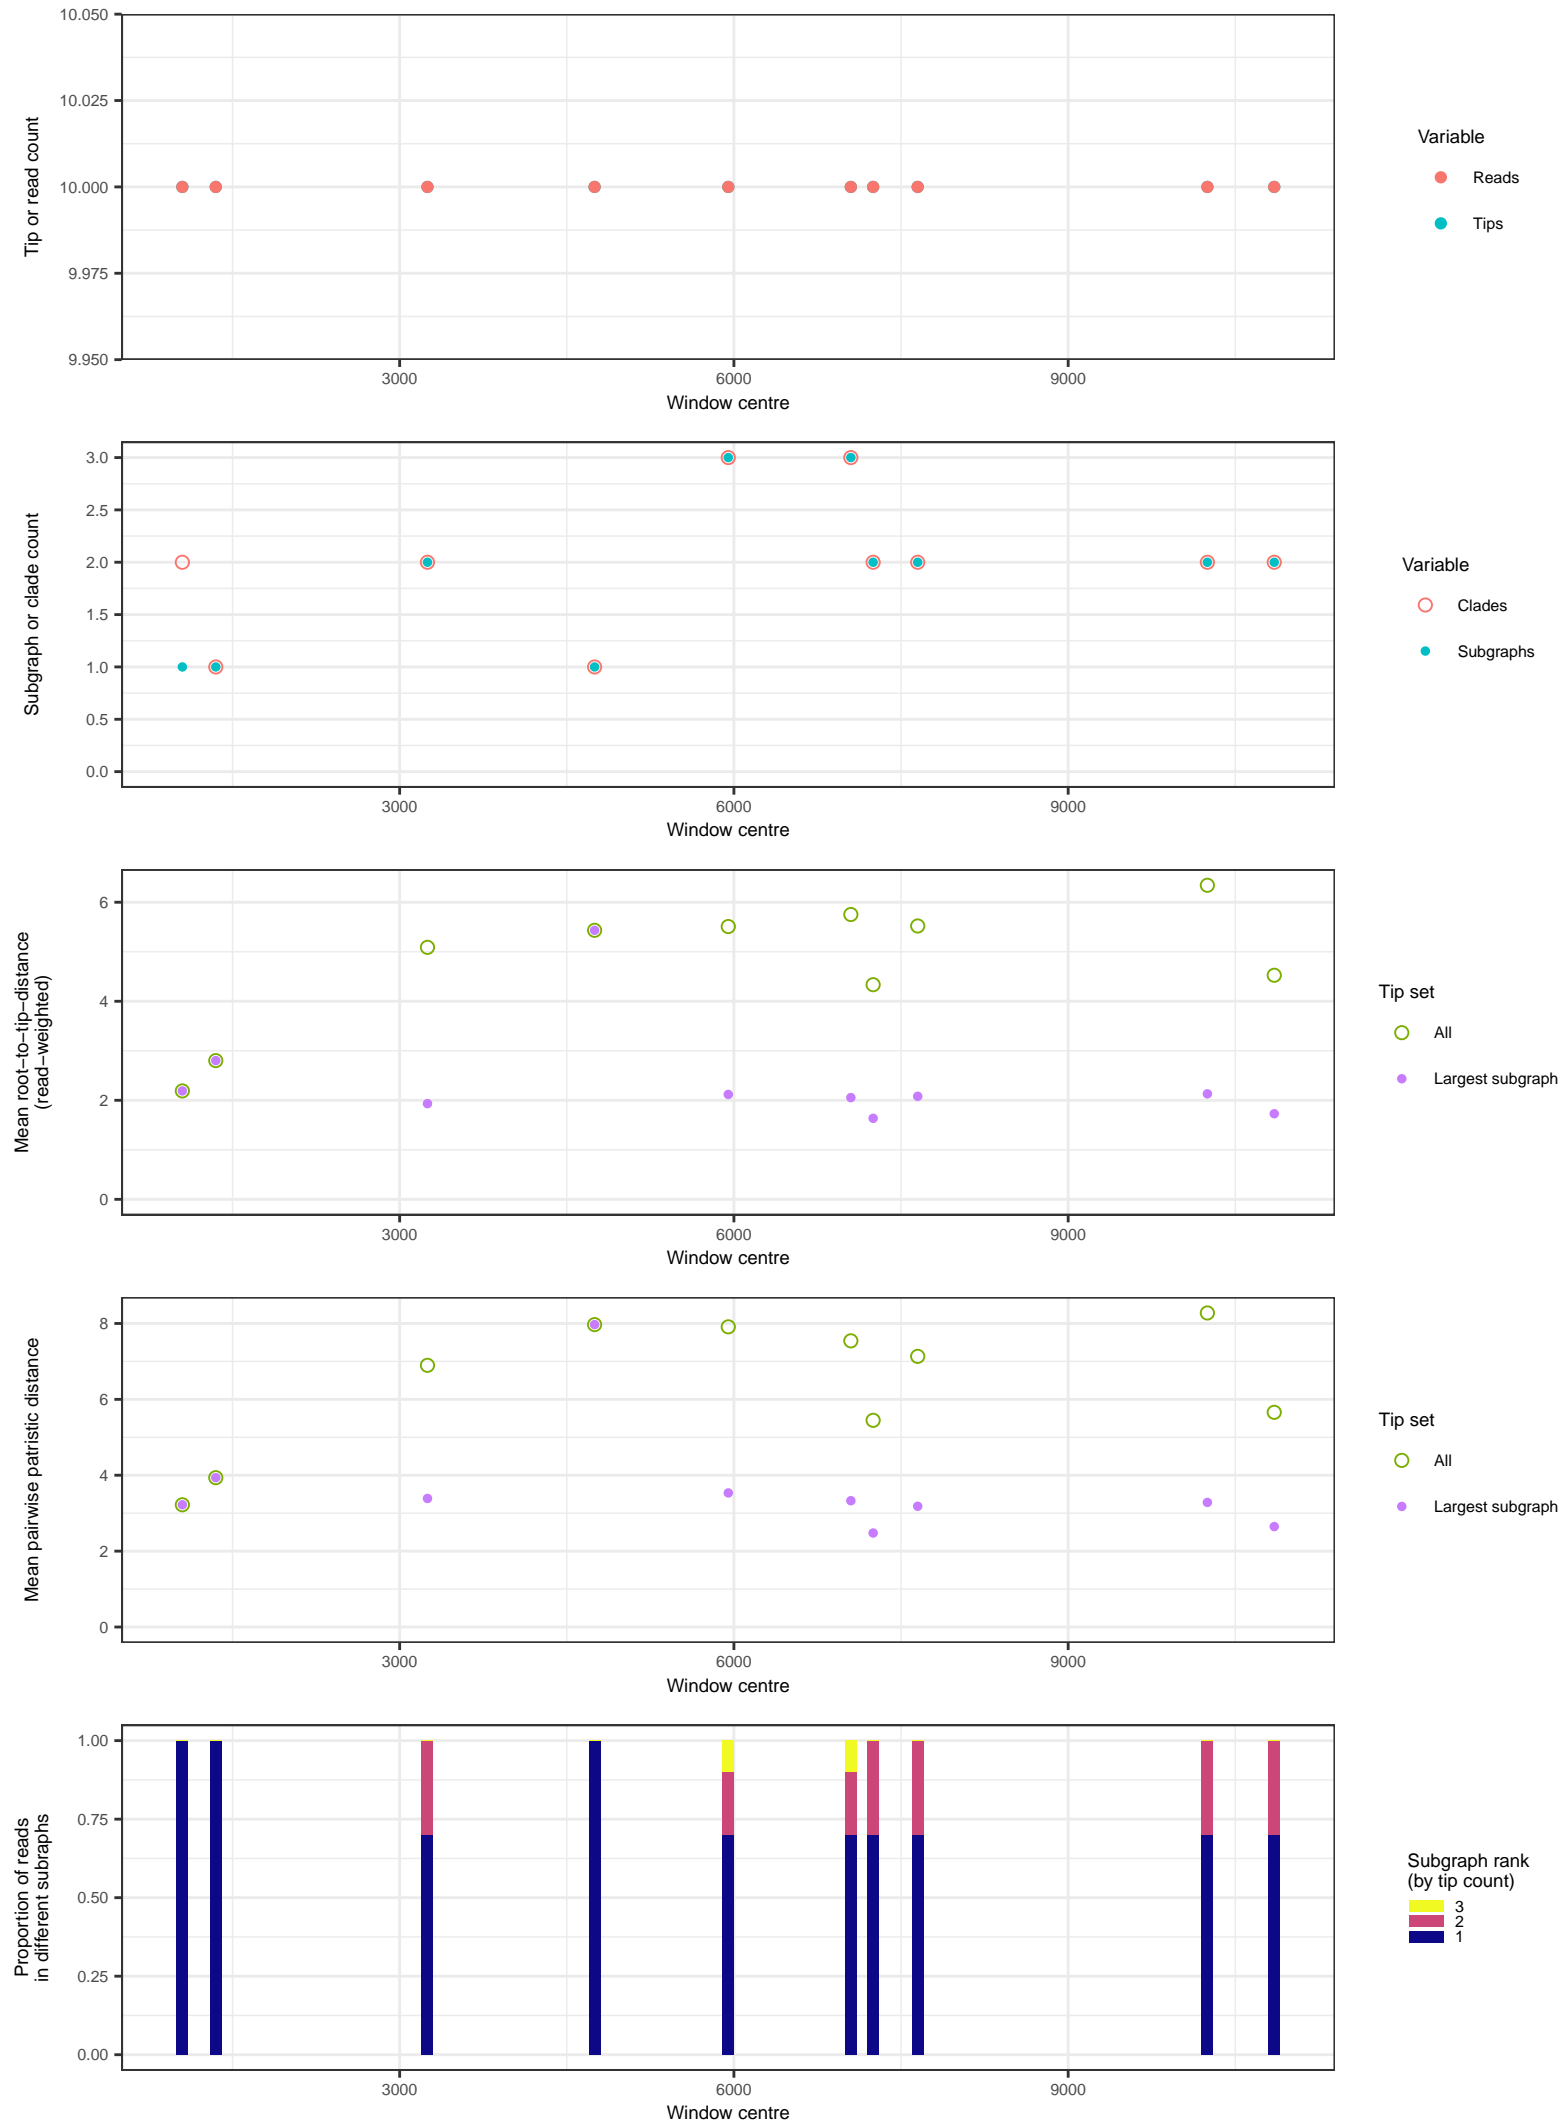 10.050
10.025
10.000
9.975
9.950
Tip or read count
3000
6000
9000
Window centre
Variable
Reads
Tips
3.0
2.5
2.0
1.5
1.0
0.5
0.0
Subgraph or clade count
3000
6000
9000
Window centre
Variable
Clades
Subgraphs
6
4
2
0
Mean root−to−tip−distance
(read−weighted)
3000
6000
9000
Window centre
Tip set
All
Largest subgraph
8
6
4
2
0
Mean pairwise patristic distance
3000
6000
9000
Window centre
Tip set
All
Largest subgraph
1.00
0.75
0.50
0.25
0.00
Proportion of reads
in different subraphs
3000
6000
9000
Window centre
Subgraph rank
(by tip count)
3
2
1